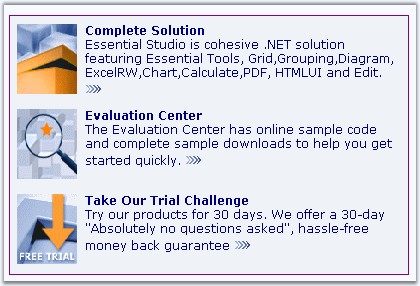 Complete Solution
Essential Studio is cohesive .NET solution
featuring Essential Tools, Grid,Grouping,Diagram,
ExcelRW,Chart,Calculate,PDF, HTMLUI and Edit.
Evaluation Center
The Evaluation Center has online sample code
and complete sample downloads to help you get
started quickly.
Take Our Trial Challenge
Try our products for 30 days. We offer a 30-day
"Absolutely no questions asked", hassle-free
money back guarantee
FREE TRIAL